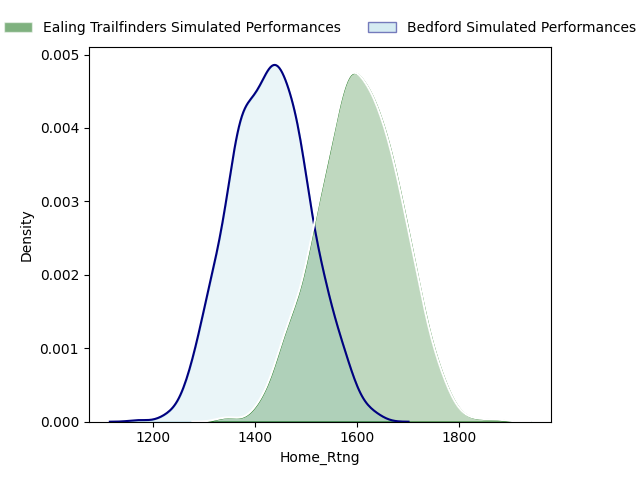 Ealing Trailfinders Simulated Performances
Bedford Simulated Performances
0.005
0.004
0.003
0.002
0.001
0.000
Density
1200
1400
1600
1800
Home_Rtng